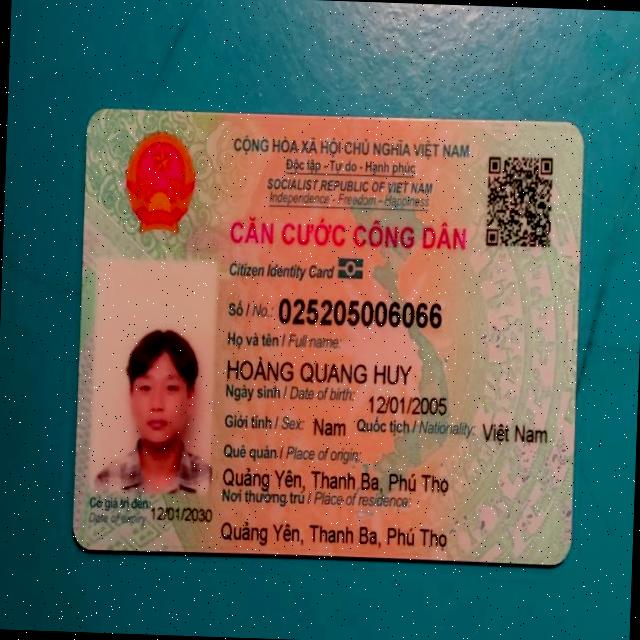 CỘNG HÒA XÃ HỘI CHỦ NGHĨA VIỆT NAM
Độc lập - Tự do - Hạnh phúc
SOCIALIST REPUBLIC OF VIET NAM
Independence - Freedom - Happiness
CĂN CƯỚC CÔNG DÂN
Citizen Identity Card
Số / No.: 025205006066
Họ và tên / Full name:
HOÀNG QUANG HUY
Ngày sinh / Date of birth: 12/01/2005
Giới tính / Sex: Nam Quốc tịch / Nationality: Việt Nam
Quê quán / Place of origin:
Quảng Yên, Thanh Ba, Phú Thọ
Nơi thường trú / Place of residence:
Quảng Yên, Thanh Ba, Phú Thọ
Có giá trị đến: 12/01/2030
Date of expiry